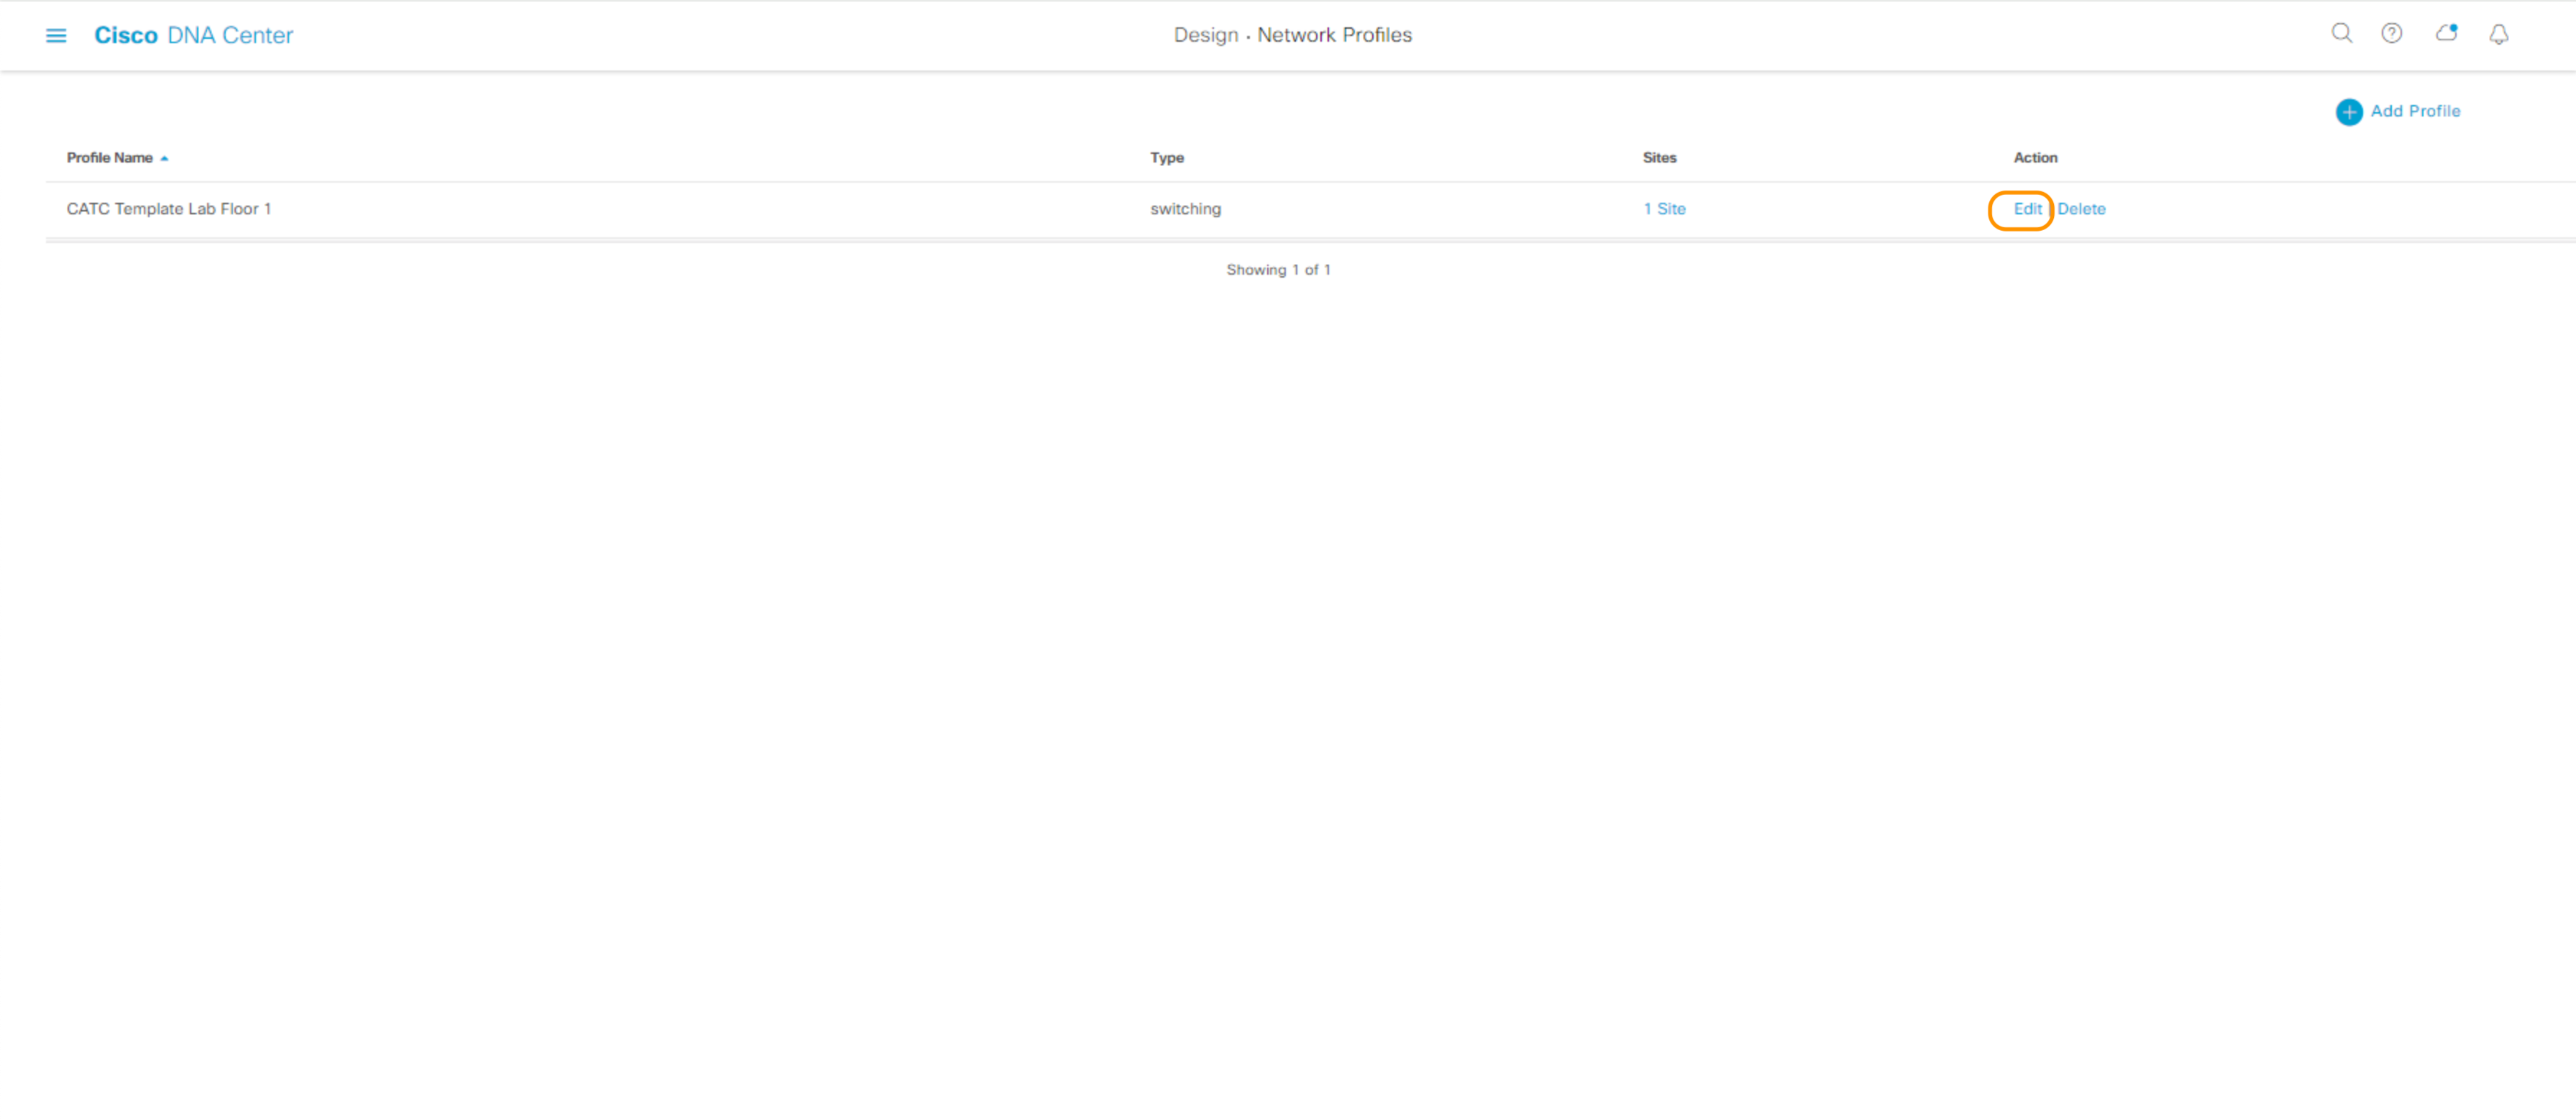 Cisco DNA Center Design · Network Profiles
Add Profile
Profile Name Type Sites Action
CATC Template Lab Floor 1 switching 1 Site Edit | Delete
Showing 1 of 1